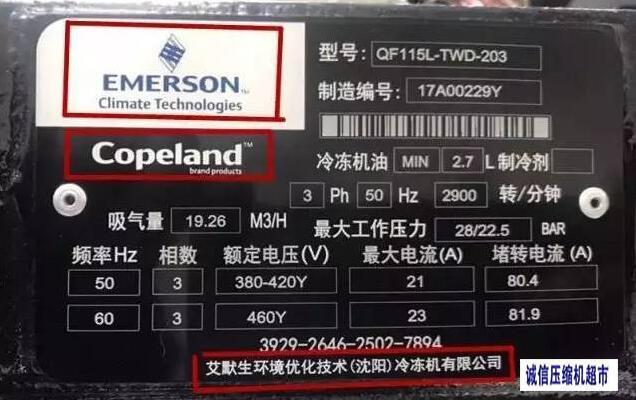 EMERSON™
Climate Technologies
Copeland™
brand products
型号: QF115L-TWD-203
制造编号: 17A00229Y
冷冻机油 MIN 2.7 L 制冷剂
3 Ph 50 Hz 2900 转/分钟
吸气量 19.26 M3/H 最大工作压力 28/22.5 BAR
频率Hz 相数 额定电压(V) 最大电流(A) 堵转电流(A)
50 3 380-420Y 21 80.4
60 3 460Y 23 81.9
3929-2646-2502-7894
艾默生环境优化技术(沈阳)冷冻机有限公司
诚信压缩机超市